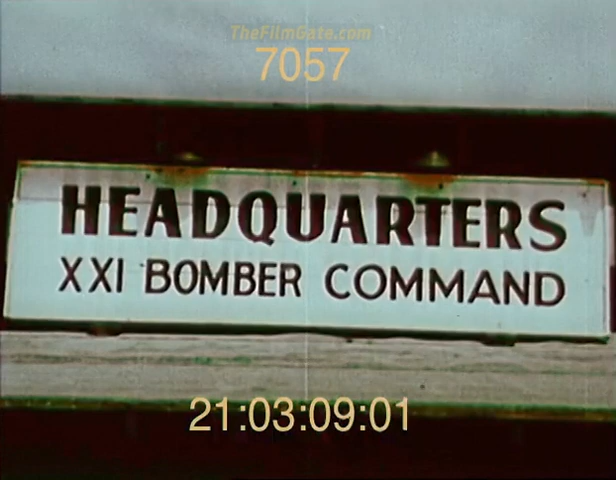 TheFilmGate.com
7057
HEADQUARTERS
XXI BOMBER COMMAND
21:03:09:01